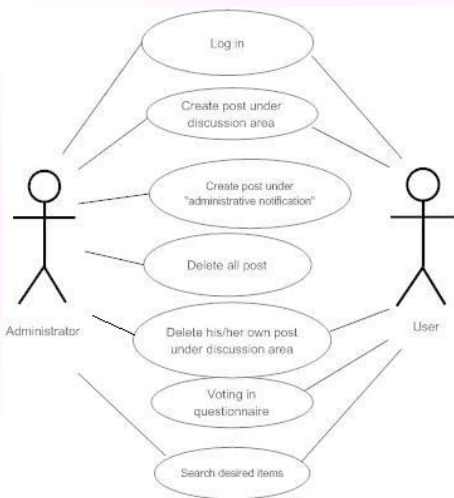 Log in
Create post under
discussion area
Create post under
"administrative notification"
Delete all post
Administrator
User
Delete his/her own post
under discussion area
Voting in
questionnaire
Search desired items